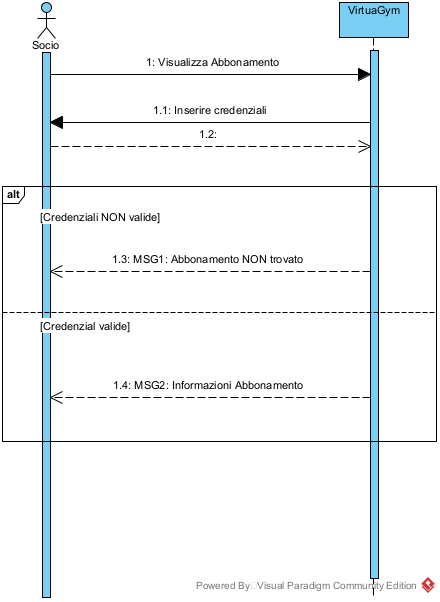 Socio
VirtuaGym
1: Visualizza Abbonamento
1.1: Inserire credenziali
1.2:
alt
[Credenziali NON valide]
1.3: MSG1: Abbonamento NON trovato
[Credenzial valide]
1.4: MSG2: Informazioni Abbonamento
Powered By Visual Paradigm Community Edition